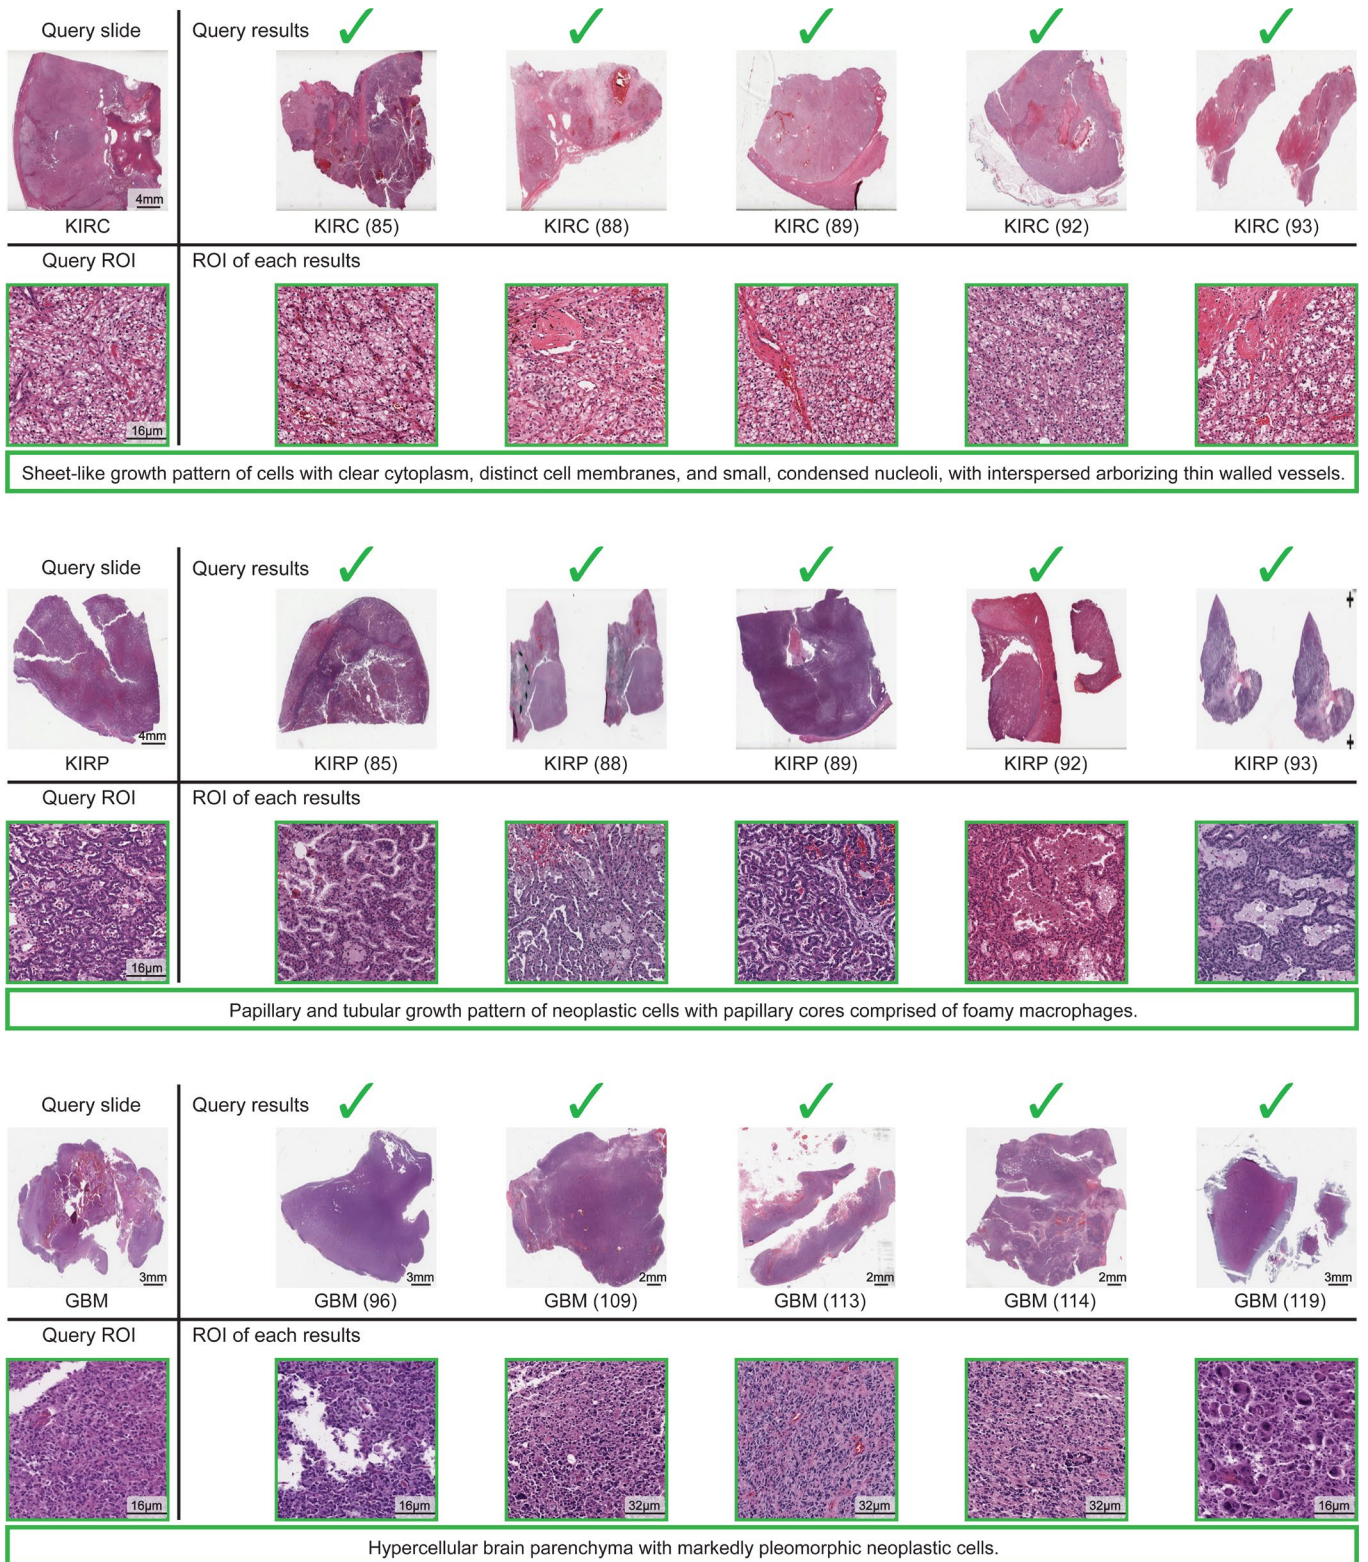 Query slide Query results ✓ ✓ ✓ ✓ ✓
4mm
KIRC KIRC (85) KIRC (88) KIRC (89) KIRC (92) KIRC (93)
Query ROI ROI of each results
16μm
Sheet-like growth pattern of cells with clear cytoplasm, distinct cell membranes, and small, condensed nucleoli, with interspersed arborizing thin walled vessels.
Query slide Query results ✓ ✓ ✓ ✓ ✓
4mm
KIRP KIRP (85) KIRP (88) KIRP (89) KIRP (92) KIRP (93)
Query ROI ROI of each results
16μm
Papillary and tubular growth pattern of neoplastic cells with papillary cores comprised of foamy macrophages.
Query slide Query results ✓ ✓ ✓ ✓ ✓
3mm 3mm 2mm 2mm 2mm 3mm
GBM GBM (96) GBM (109) GBM (113) GBM (114) GBM (119)
Query ROI ROI of each results
16μm 16μm 32μm 32μm 32μm 16μm
Hypercellular brain parenchyma with markedly pleomorphic neoplastic cells.